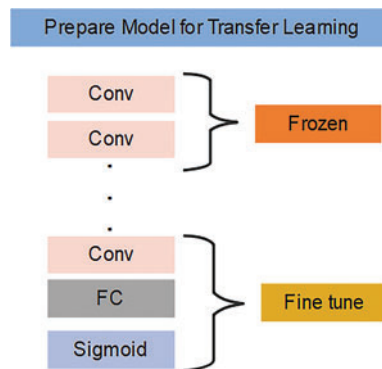 Prepare Model for Transfer Learning
Conv
Conv
Frozen
.
.
.
Conv
FC
Fine tune
Sigmoid